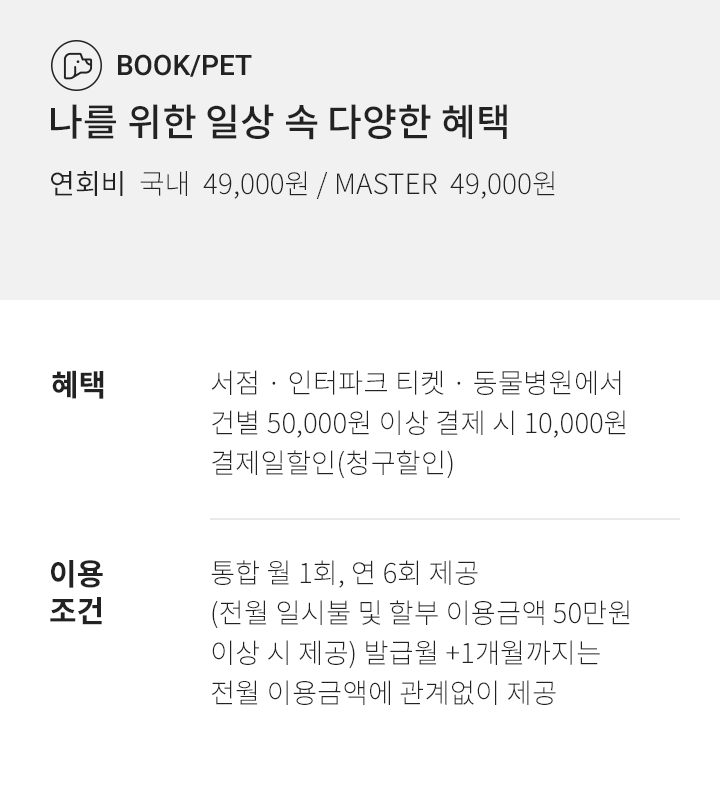 BOOK/PET
나를 위한 일상 속 다양한 혜택
연회비 국내 49,000원 / MASTER 49,000원
혜택
서점 · 인터파크 티켓 · 동물병원에서
건별 50,000원 이상 결제 시 10,000원
결제일할인(청구할인)
이용
조건
통합 월 1회, 연 6회 제공
(전월 일시불 및 할부 이용금액 50만원
이상 시 제공) 발급월 +1개월까지는
전월 이용금액에 관계없이 제공